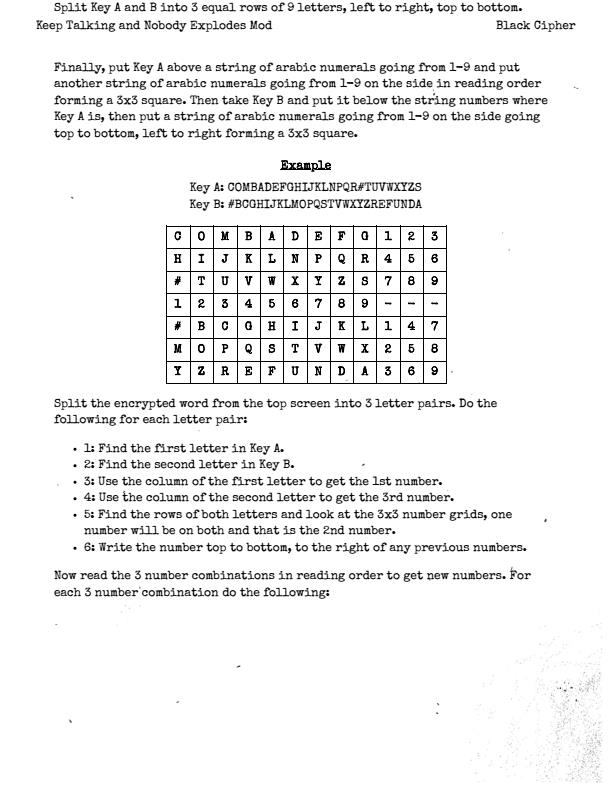 Split Key A and B into 3 equal rows of 9 letters, left to right, top to bottom.
Keep Talking and Nobody Explodes Mod Black Cipher
Finally, put Key A above a string of arabic numerals going from 1-9 and put
another string of arabic numerals going from 1-9 on the side in reading order
forming a 3x3 square. Then take Key B and put it below the string numbers where
Key A is, then put a string of arabic numerals going from 1-9 on the side going
top to bottom, left to right forming a 3x3 square.
Example
Key A: COMBADEFGHIJKLNPQR#TUVWXYZS
Key B: #BCGHIJKLMOPQSTVWXYZREFUNDA
C O M B A D E F G 1 2 3
H I J K L N P Q R 4 5 6
# T U V W X Y Z S 7 8 9
1 2 3 4 5 6 7 8 9 - - -
# B C G H I J K L 1 4 7
M O P Q S T V W X 2 5 8
Y Z R E F U N D A 3 6 9
Split the encrypted word from the top screen into 3 letter pairs. Do the
following for each letter pair:
• 1: Find the first letter in Key A.
• 2: Find the second letter in Key B.
• 3: Use the column of the first letter to get the 1st number.
• 4: Use the column of the second letter to get the 3rd number.
• 5: Find the rows of both letters and look at the 3x3 number grids, one
number will be on both and that is the 2nd number.
• 6: Write the number top to bottom, to the right of any previous numbers.
Now read the 3 number combinations in reading order to get new numbers. For
each 3 number combination do the following: